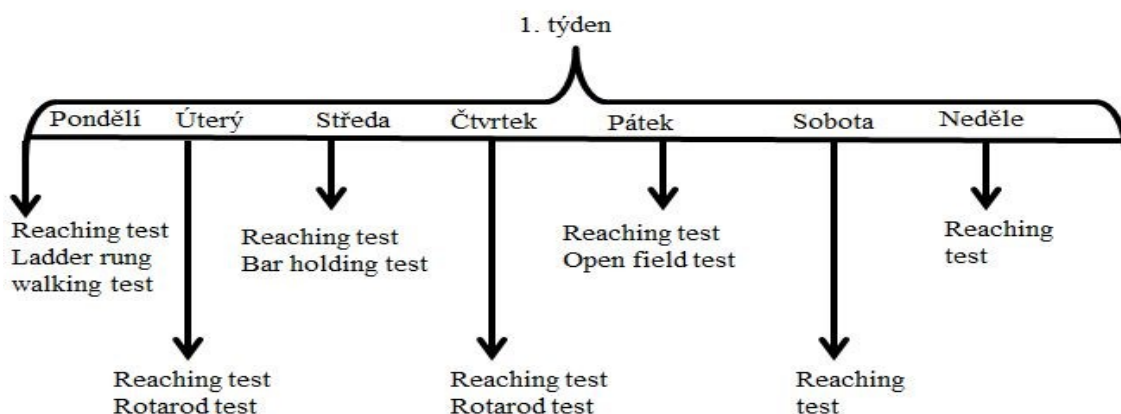 1. týden
Pondělí Úterý Středa Čtvrtek Pátek Sobota Neděle
Reaching test
Ladder rung
walking test
Reaching test
Bar holding test
Reaching test
Open field test
Reaching
test
Reaching test
Rotarod test
Reaching test
Rotarod test
Reaching
test